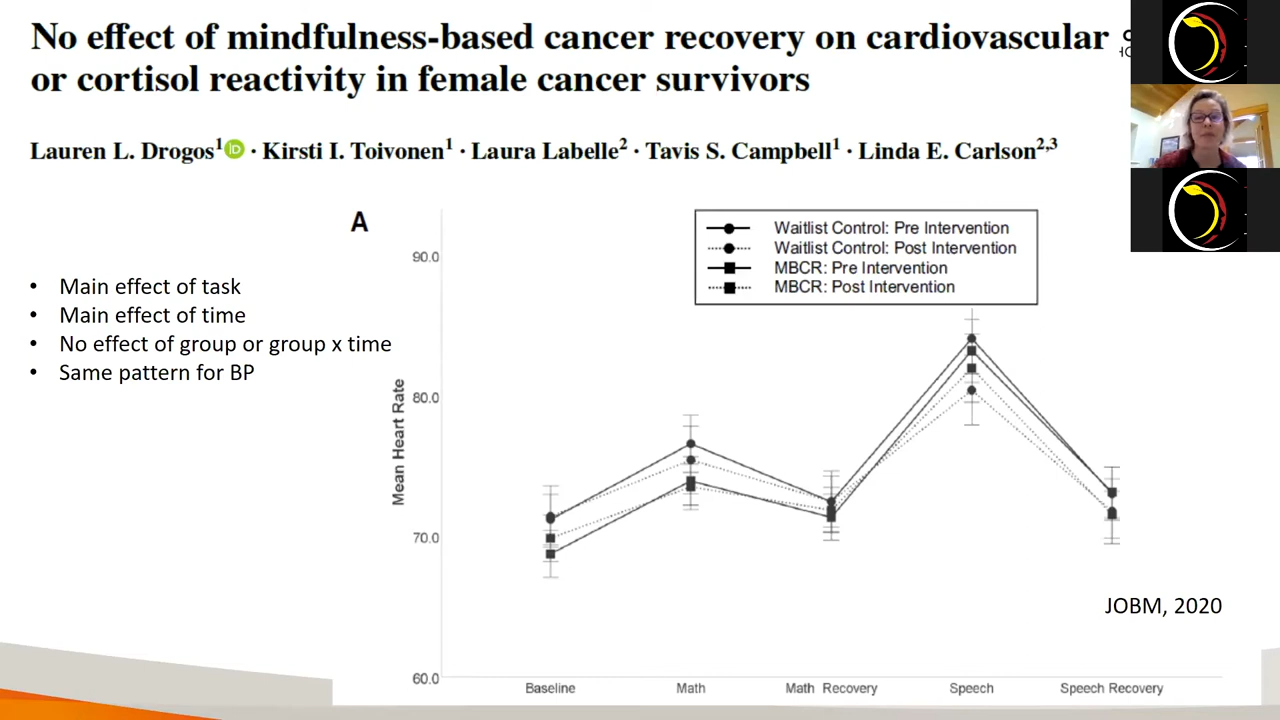 No effect of mindfulness-based cancer recovery on cardiovascular
or cortisol reactivity in female cancer survivors
Lauren L. Drogos1 iD · Kirsti I. Toivonen1 · Laura Labelle2 · Tavis S. Campbell1 · Linda E. Carlson2,3
A
Waitlist Control: Pre Intervention
Waitlist Control: Post Intervention
MBCR: Pre Intervention
MBCR: Post Intervention
• Main effect of task
• Main effect of time
• No effect of group or group x time
• Same pattern for BP
Mean Heart Rate
90.0
80.0
70.0
60.0
Baseline
Math
Math Recovery
Speech
Speech Recovery
JOBM, 2020